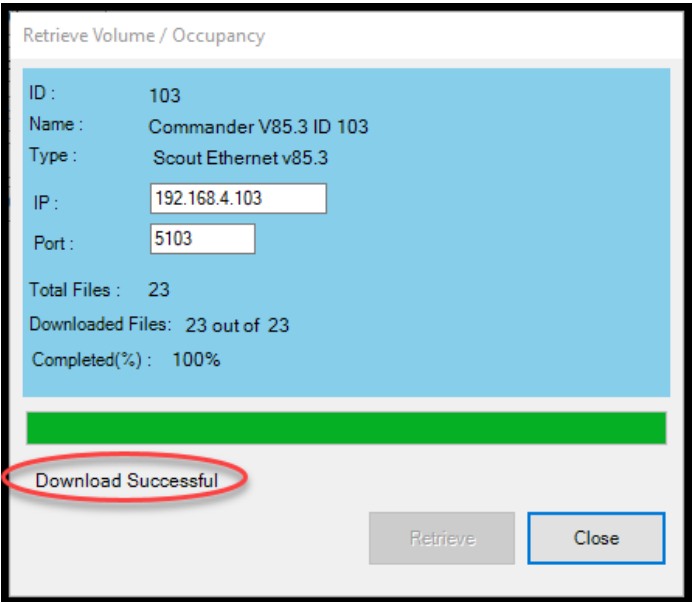 Retrieve Volume / Occupancy
ID : 103
Name : Commander V85.3 ID 103
Type : Scout Ethernet v85.3
IP : 192.168.4.103
Port : 5103
Total Files : 23
Downloaded Files: 23 out of 23
Completed(%) : 100%
Download Successful
Retrieve Close